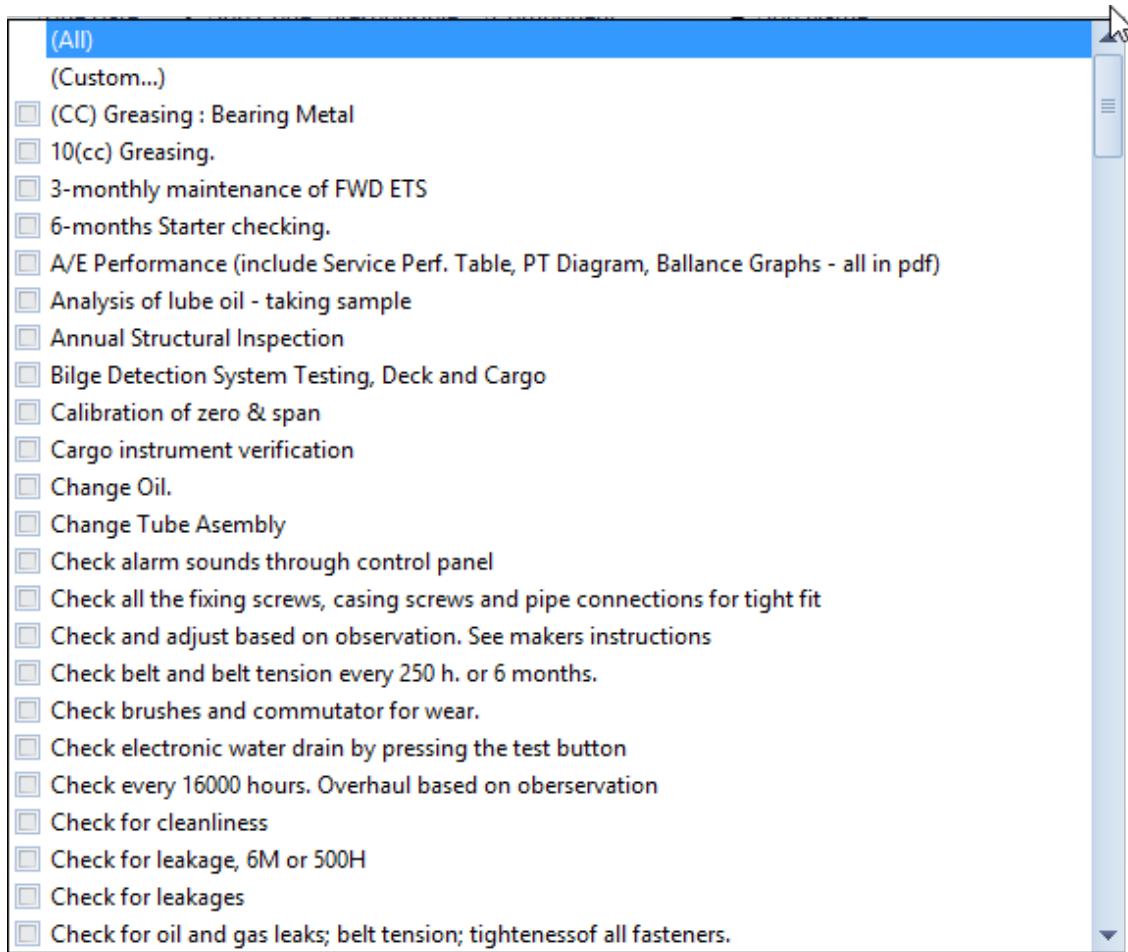 (All)
(Custom...)
(CC) Greasing : Bearing Metal
10(cc) Greasing.
3-monthly maintenance of FWD ETS
6-months Starter checking.
A/E Performance (include Service Perf. Table, PT Diagram, Ballance Graphs - all in pdf)
Analysis of lube oil - taking sample
Annual Structural Inspection
Bilge Detection System Testing, Deck and Cargo
Calibration of zero & span
Cargo instrument verification
Change Oil.
Change Tube Asembly
Check alarm sounds through control panel
Check all the fixing screws, casing screws and pipe connections for tight fit
Check and adjust based on observation. See makers instructions
Check belt and belt tension every 250 h. or 6 months.
Check brushes and commutator for wear.
Check electronic water drain by pressing the test button
Check every 16000 hours. Overhaul based on oberservation
Check for cleanliness
Check for leakage, 6M or 500H
Check for leakages
Check for oil and gas leaks; belt tension; tightenessof all fasteners.